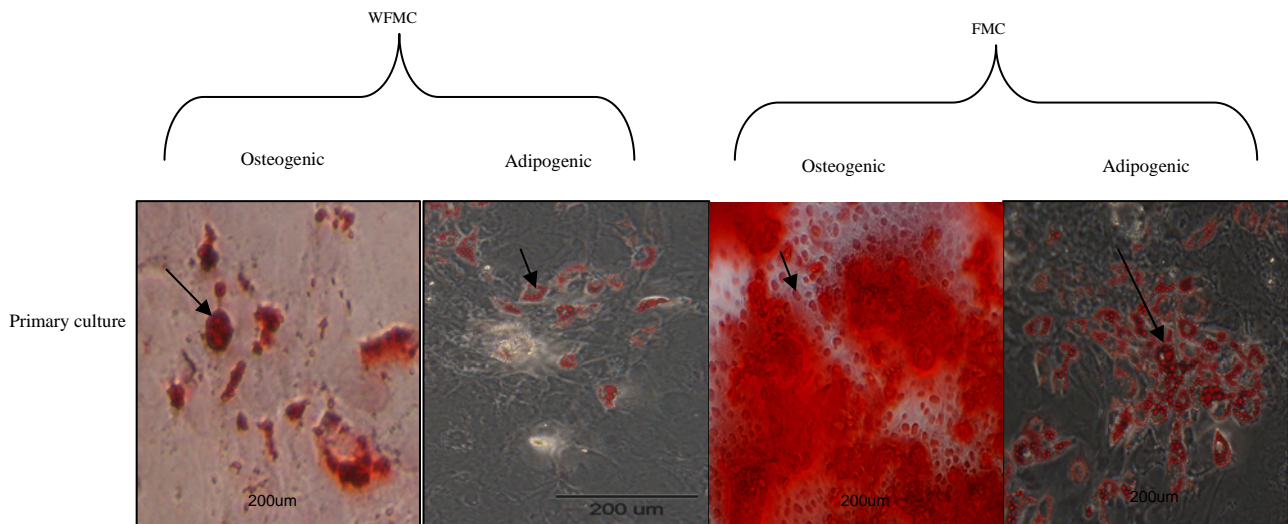 WFMC
FMC
Osteogenic
Adipogenic
Osteogenic
Adipogenic
Primary culture
200um
200 um
200um
200um